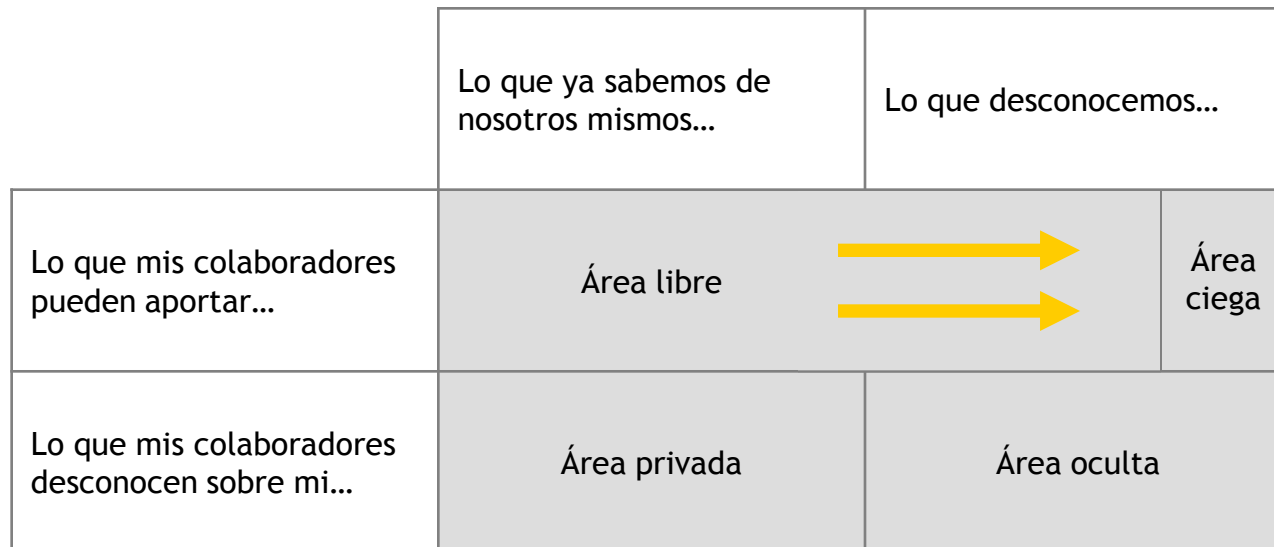 Lo que ya sabemos de
nosotros mismos…
Lo que desconocemos…
Lo que mis colaboradores
pueden aportar…
Área libre
Área
ciega
Lo que mis colaboradores
desconocen sobre mi…
Área privada
Área oculta